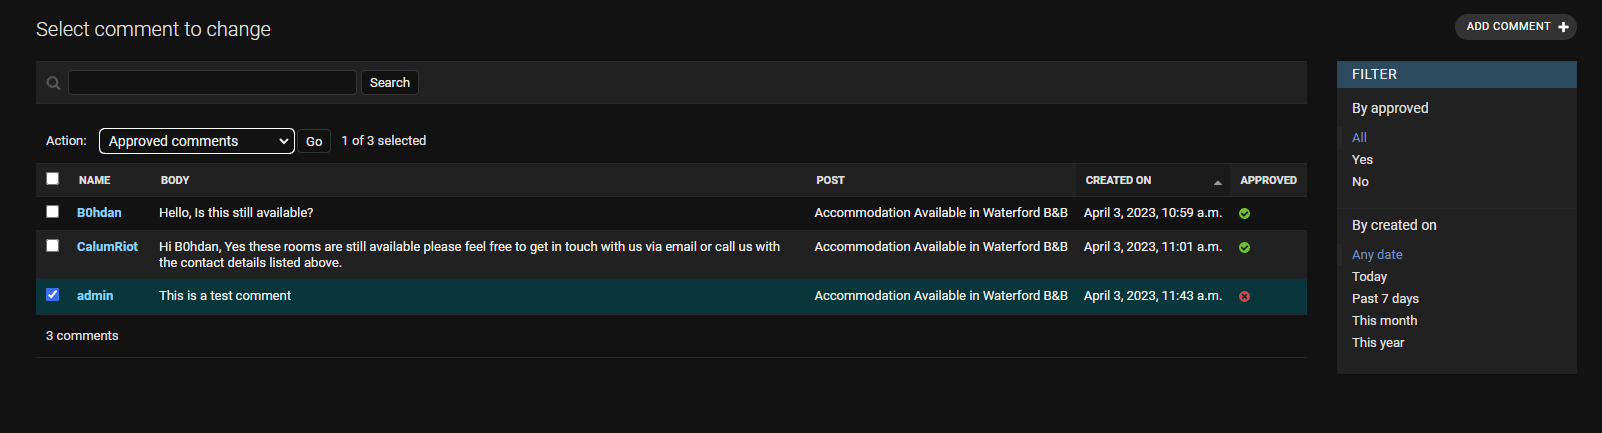 Select comment to change
ADD COMMENT
Search
Action: Approved comments Go 1 of 3 selected
NAME BODY POST CREATED ON APPROVED
B0hdan Hello, Is this still available? Accommodation Available in Waterford B&B April 3, 2023, 10:59 a.m.
CalumRiot Hi B0hdan, Yes these rooms are still available please feel free to get in touch with us via email or call us with Accommodation Available in Waterford B&B April 3, 2023, 11:01 a.m.
the contact details listed above.
admin This is a test comment Accommodation Available in Waterford B&B April 3, 2023, 11:43 a.m.
3 comments
FILTER
By approved
All
Yes
No
By created on
Any date
Today
Past 7 days
This month
This year